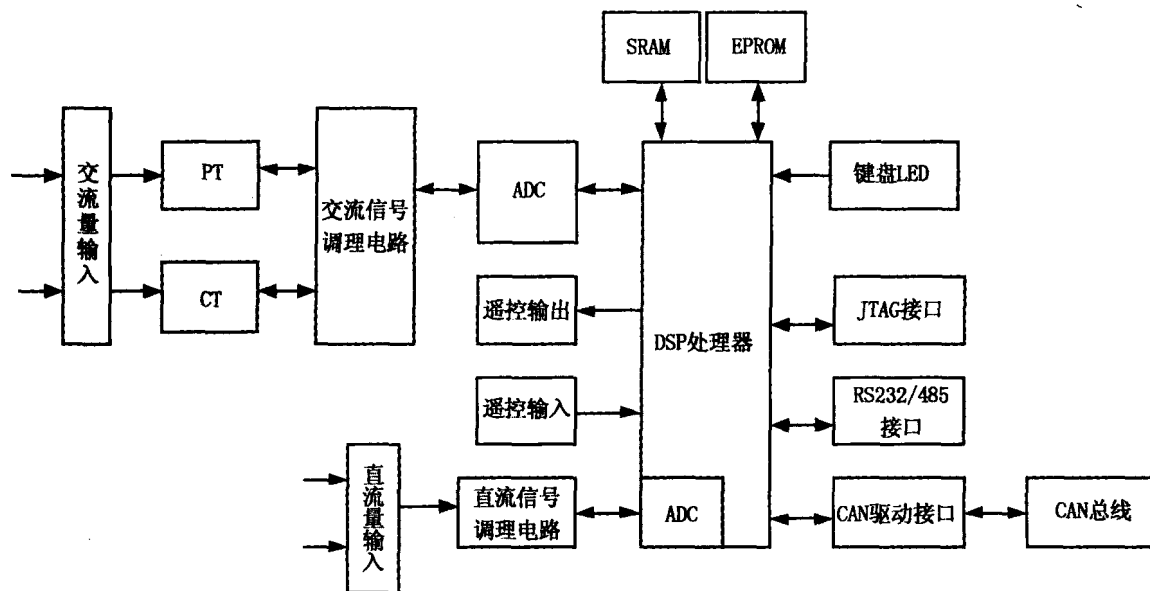 SRAM
EPROM
交流量输入
PT
CT
交流信号
调理电路
ADC
键盘LED
遥控输出
DSP处理器
JTAG接口
遥控输入
RS232/485
接口
直流量输入
直流信号
调理电路
ADC
CAN驱动接口
CAN总线